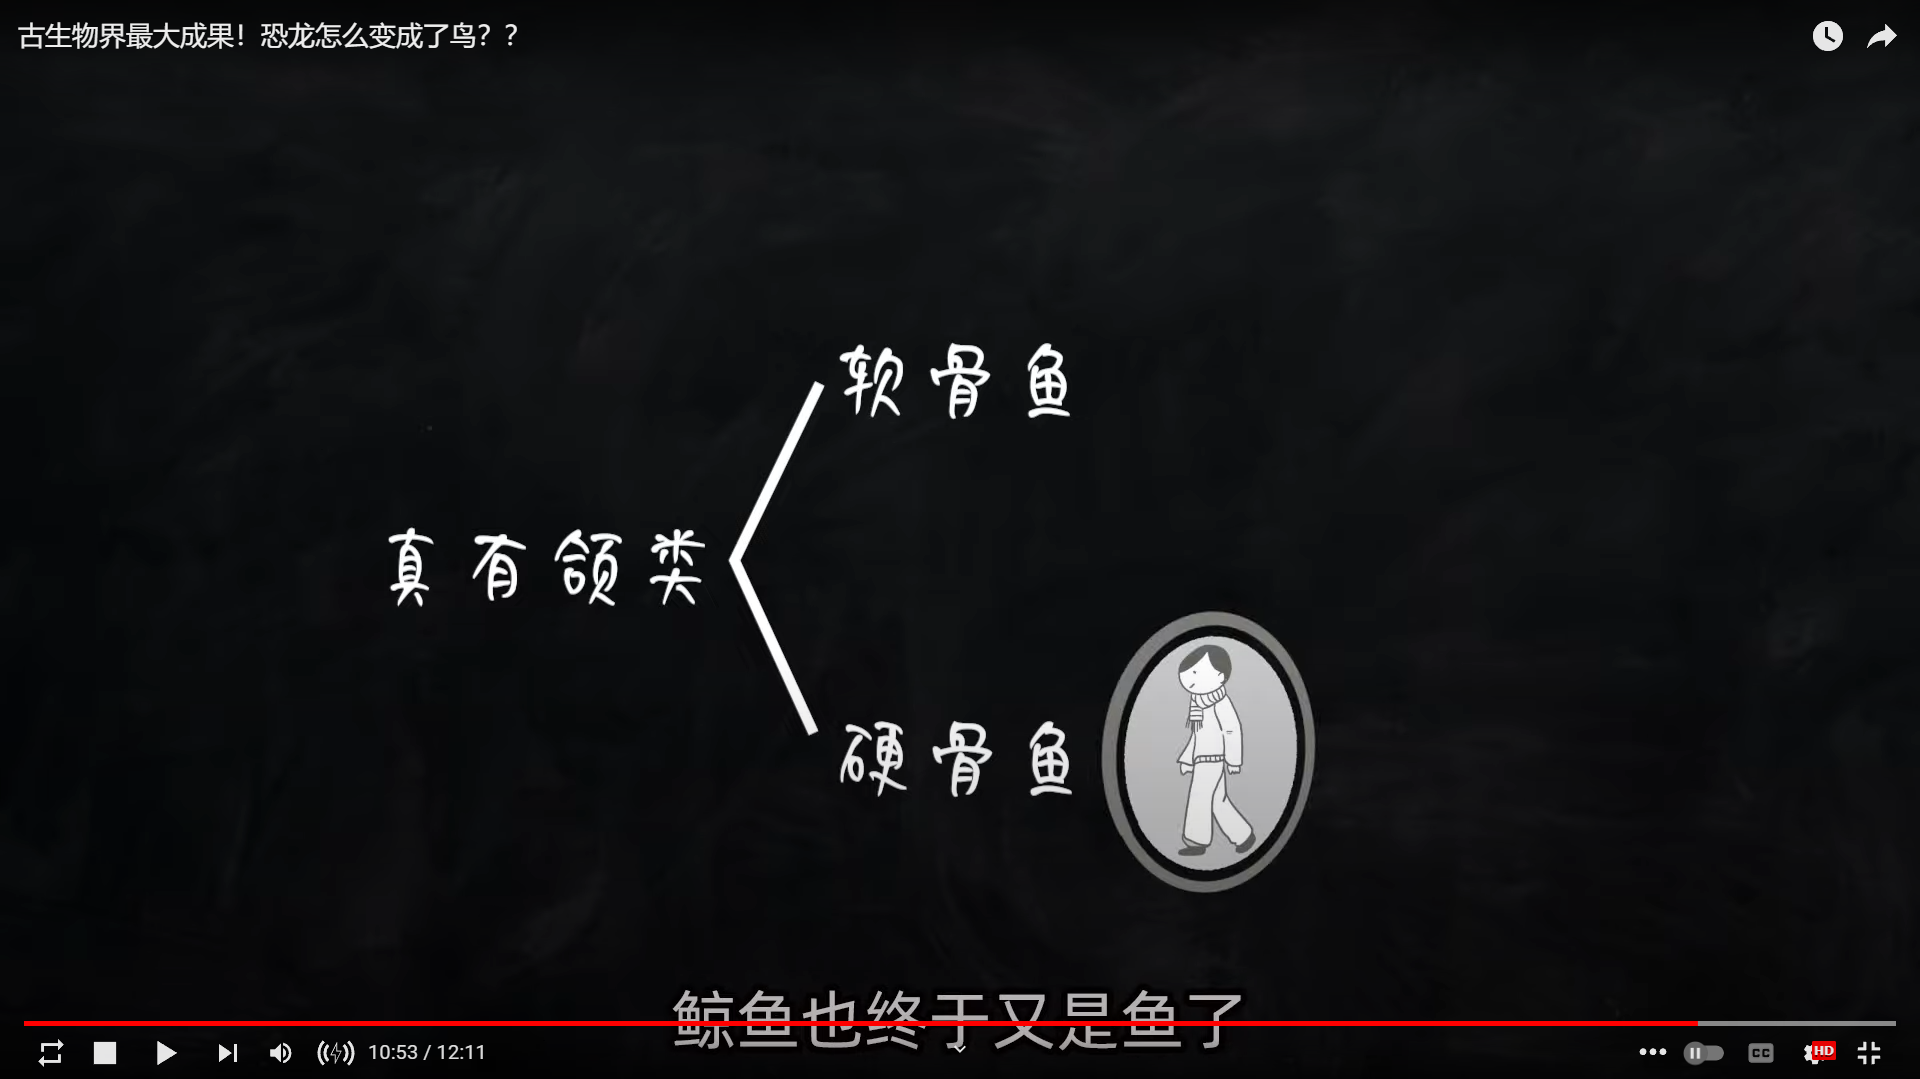 古生物界最大成果！恐龙怎么变成了鸟？？
软骨鱼
真有颌类
硬骨鱼
鲸鱼也终于又是鱼了
10:53 / 12:11
CC
HD